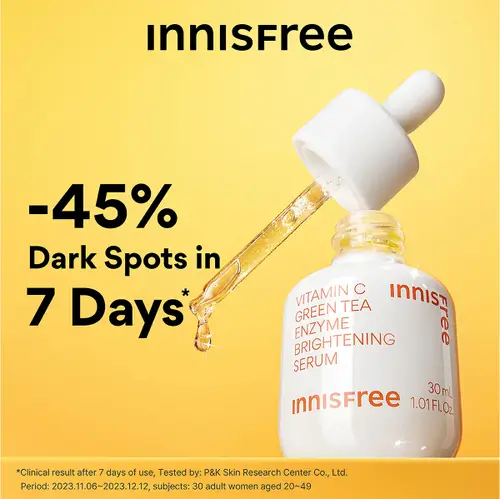 innisfree
-45%
Dark Spots in
7 Days*
VITAMIN C
GREEN TEA
ENZYME
BRIGHTENING
SERUM
innisfree
innisfree
30 mL
1.01 Fl.Oz.
*Clinical result after 7 days of use, Tested by: P&K Skin Research Center Co., Ltd.
Period: 2023.11.06~2023.12.12, subjects: 30 adult women aged 20~49